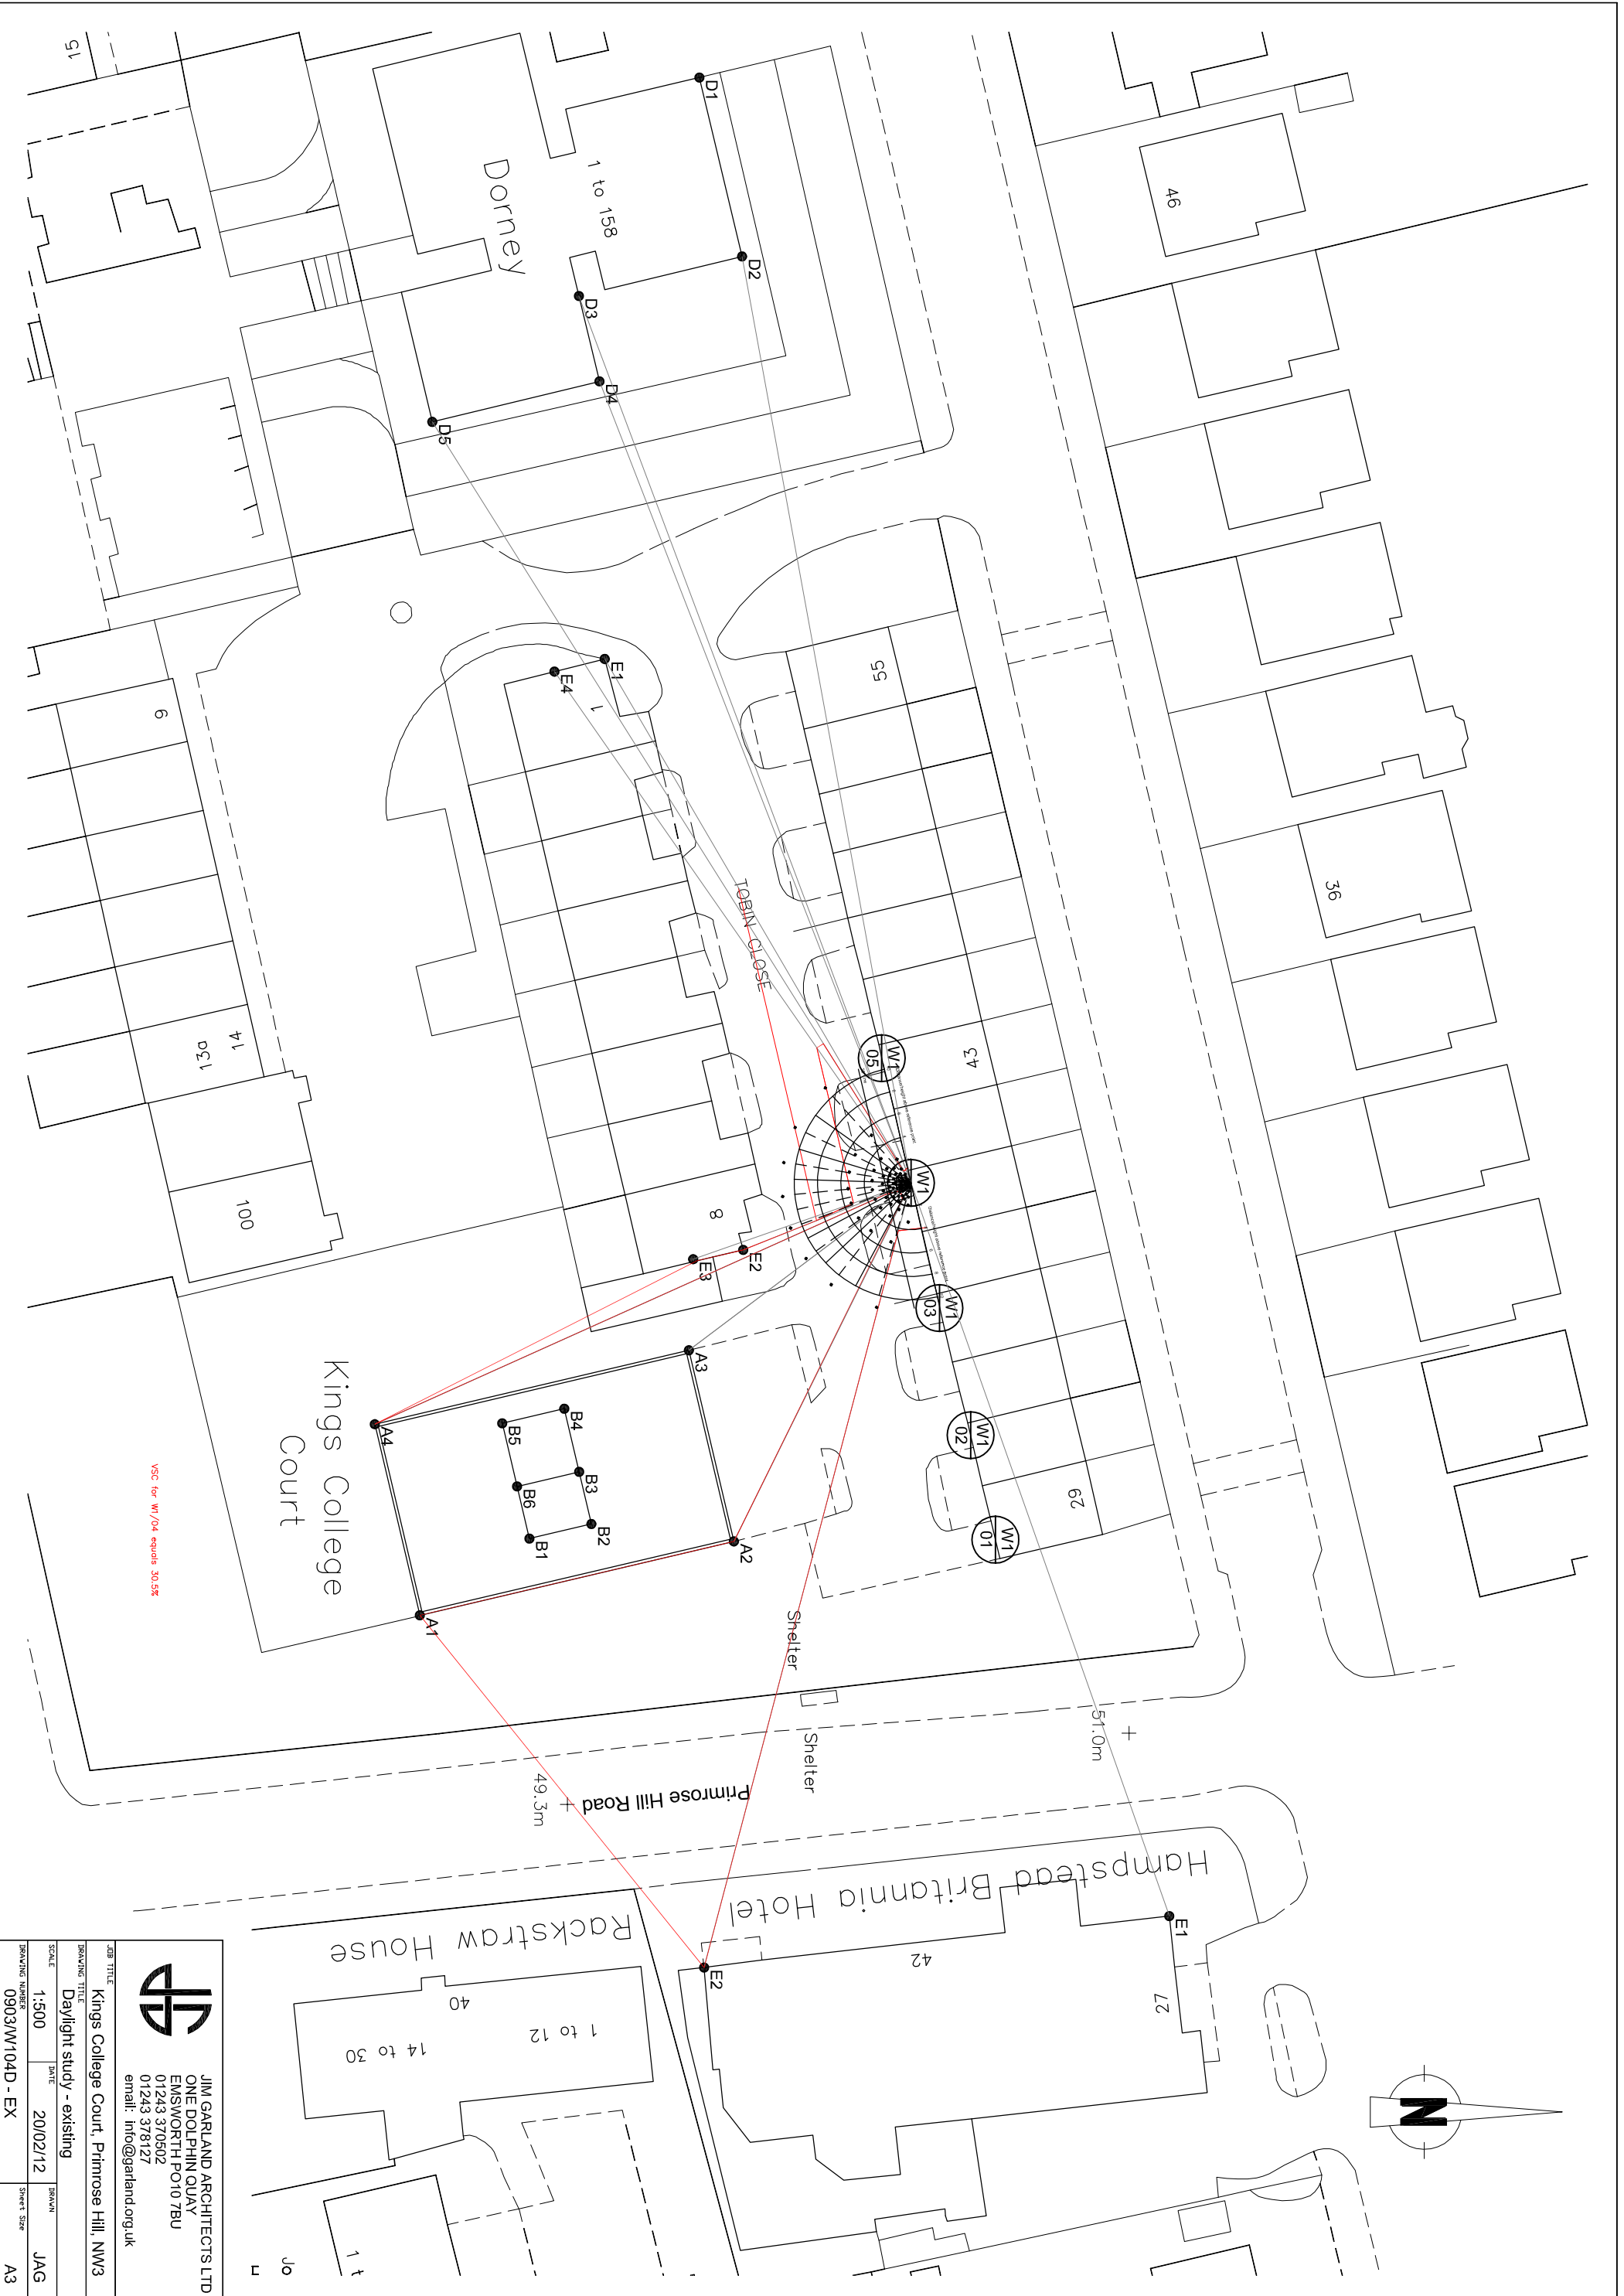 15
46
1 to 158
Dorney
D1
D2
D3
D4
D5
55
E1
E4
1
9
36
TOBIN CLOSE
14
13a
43
W1
05
W1
W1
03
W1
02
W1
01
29
100
8
E2
E3
A3
A2
A4
A1
B4
B5
B3
B6
B2
B1
Kings College
Court
VSC for W1/04 equals 30.5%
Shelter
Shelter
51.0m
49.3m
Primrose Hill Road
Hampstead Britannia Hotel
E1
E2
42
27
Rackstraw House
40
1 to 12
14 to 30
1 t
Jo
N
JIM GARLAND ARCHITECTS LTD
ONE DOLPHIN QUAY
EMSWORTH PO10 7BU
01243 370502
01243 378127
email: info@garland.org.uk
JOB TITLE
Kings College Court, Primrose Hill, NW3
DRAWING TITLE
Daylight study - existing
SCALE
1:500
DATE
20/02/12
DRAWN
JAG
DRAWING NUMBER
0903/W104D - EX
Sheet Size
A3